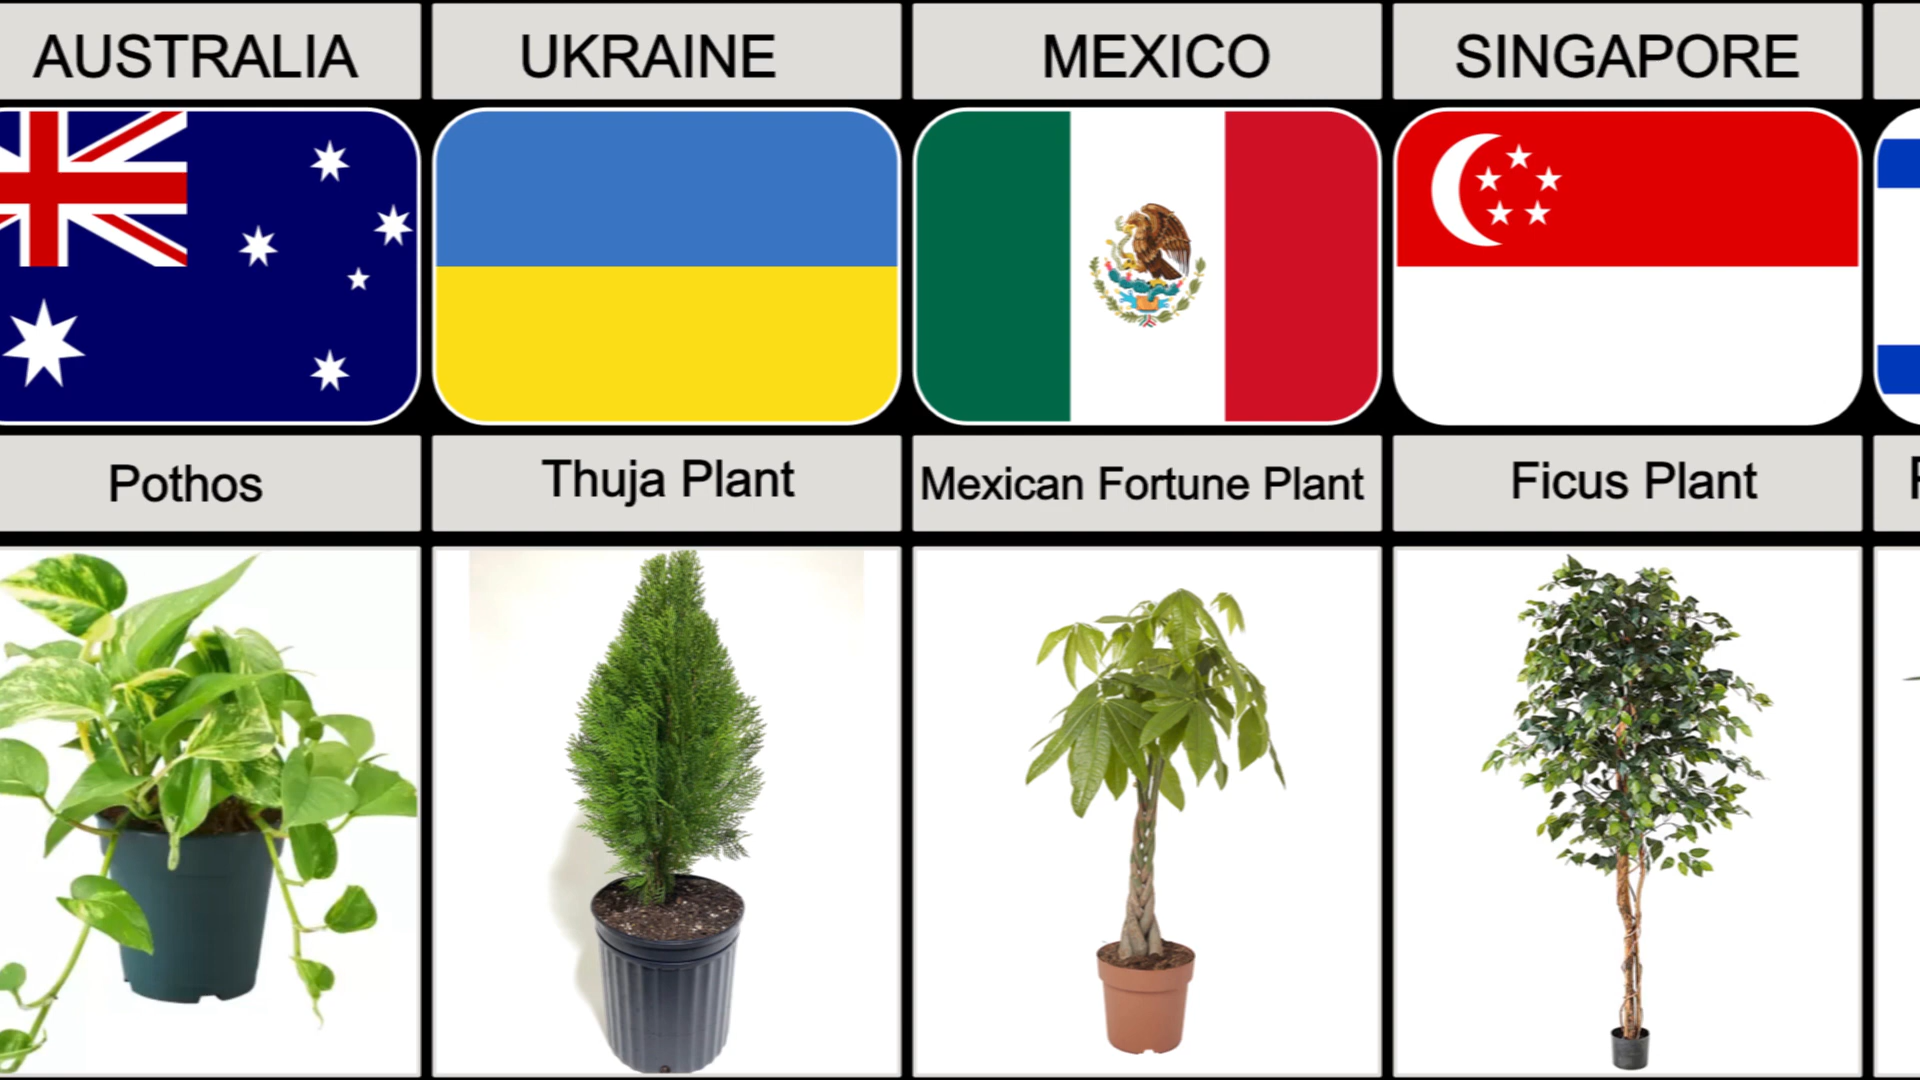 AUSTRALIA
UKRAINE
MEXICO
SINGAPORE
Pothos
Thuja Plant
Mexican Fortune Plant
Ficus Plant